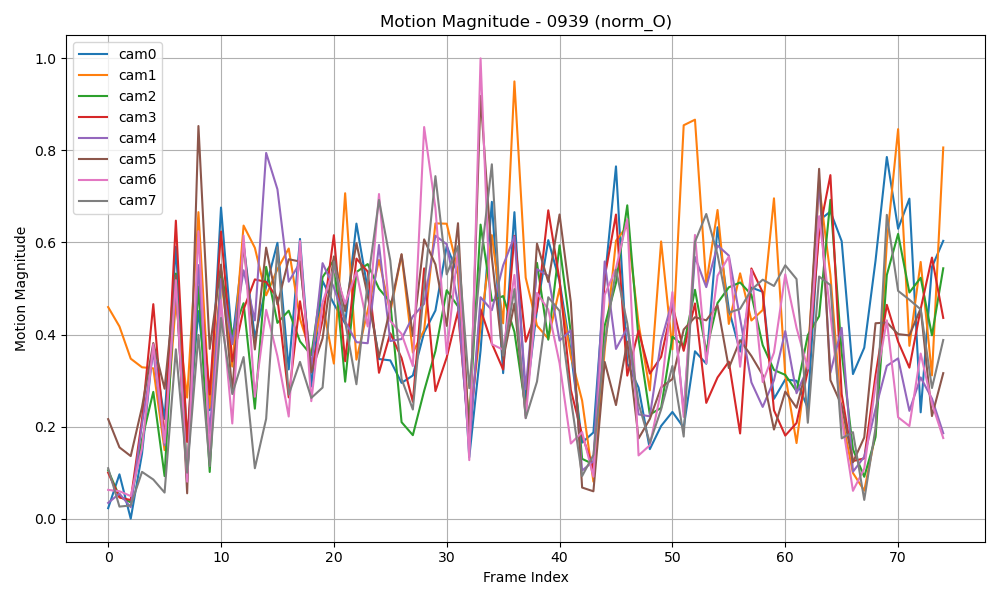 Motion Magnitude - 0939 (norm_O)
cam0
cam1
cam2
cam3
cam4
cam5
cam6
cam7
Motion Magnitude
1.0
0.8
0.6
0.4
0.2
0.0
0 10 20 30 40 50 60 70
Frame Index